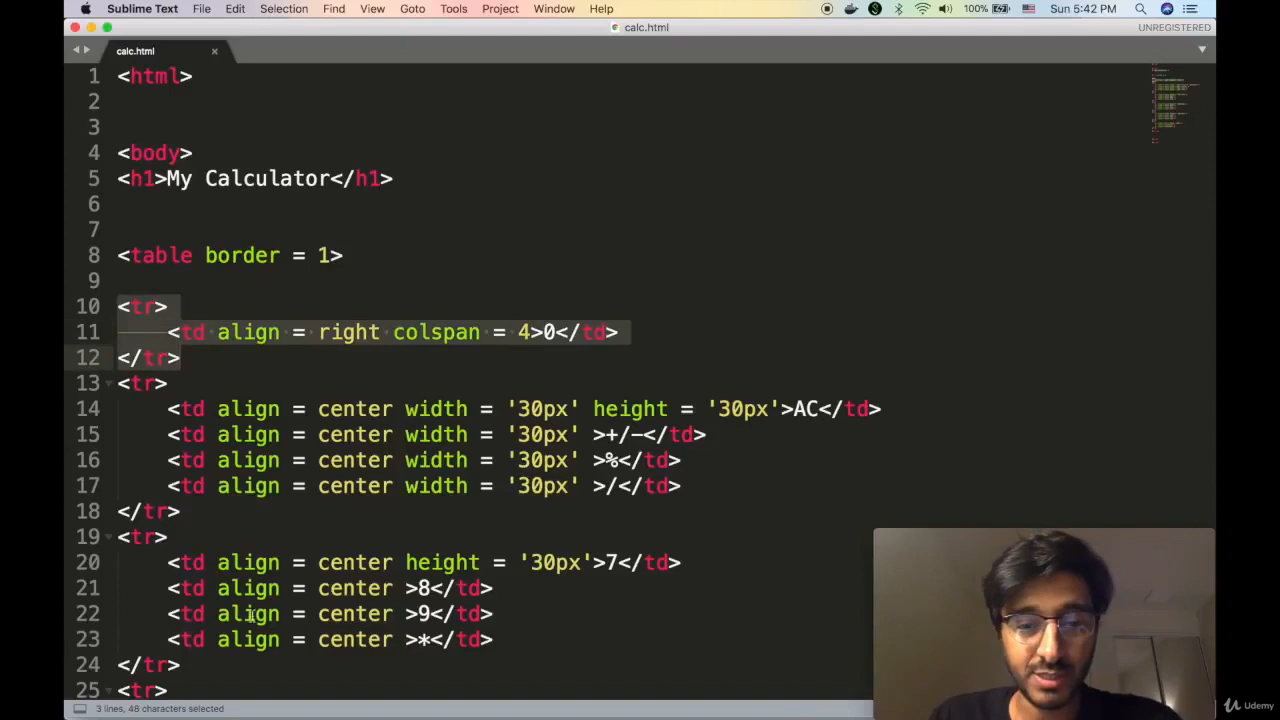 Sublime Text File Edit Selection Find View Goto Tools Project Window Help 100% Sun 5:42 PM
calc.html UNREGISTERED
calc.html ×
1 <html>
2
3
4 <body>
5 <h1>My Calculator</h1>
6
7
8 <table border = 1>
9
10 <tr>
11 <td align = right colspan = 4>0</td>
12 </tr>
13 <tr>
14 <td align = center width = '30px' height = '30px'>AC</td>
15 <td align = center width = '30px' >+/-</td>
16 <td align = center width = '30px' >%</td>
17 <td align = center width = '30px' >/</td>
18 </tr>
19 <tr>
20 <td align = center height = '30px'>7</td>
21 <td align = center >8</td>
22 <td align = center >9</td>
23 <td align = center >*</td>
24 </tr>
25 <tr>
3 lines, 48 characters selected
Udemy